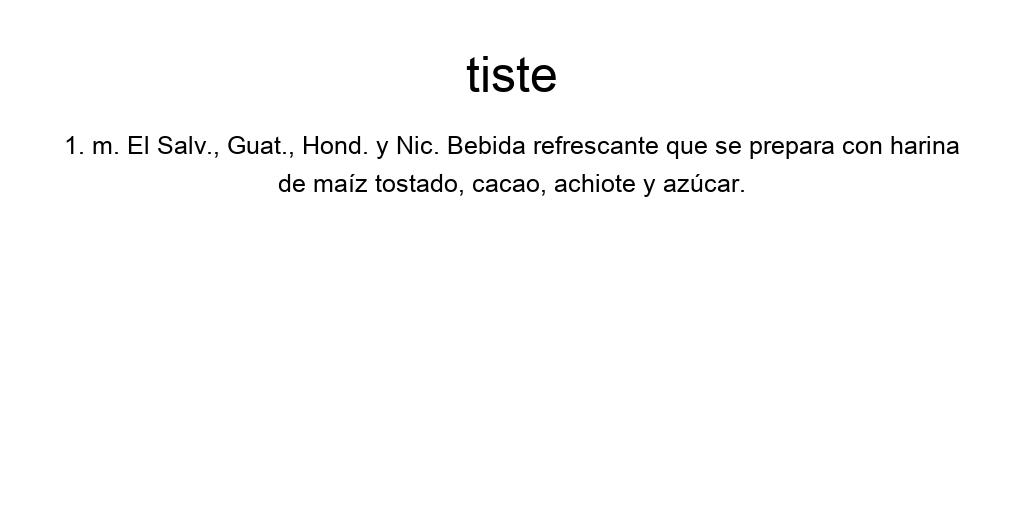 tiste
1. m. El Salv., Guat., Hond. y Nic. Bebida refrescante que se prepara con harina
de maíz tostado, cacao, achiote y azúcar.